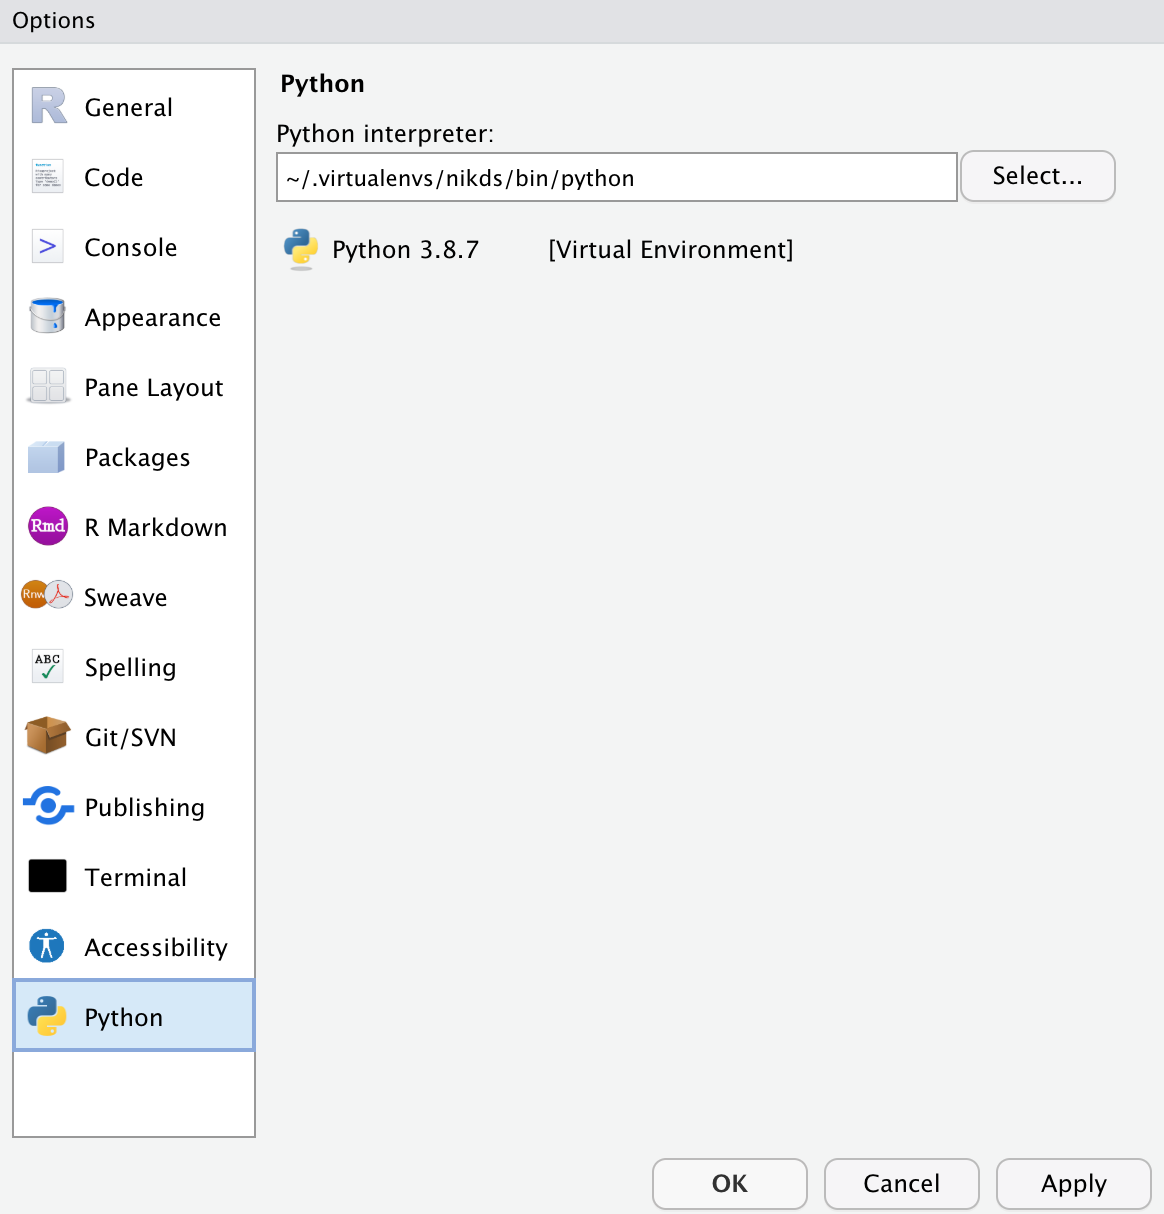 Options
General
Code
>
Console
Appearance
Pane Layout
Packages
Rmd
R Markdown
Rnw
Sweave
ABC
Spelling
Git/SVN
Publishing
Terminal
Accessibility
Python
Python
Python interpreter:
~/.virtualenvs/nikds/bin/python
Select...
Python 3.8.7 [Virtual Environment]
OK
Cancel
Apply